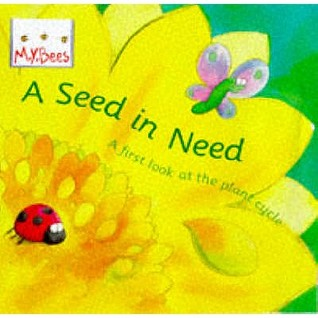 M.Y.Bees
A Seed in Need
A first look at the plant cycle